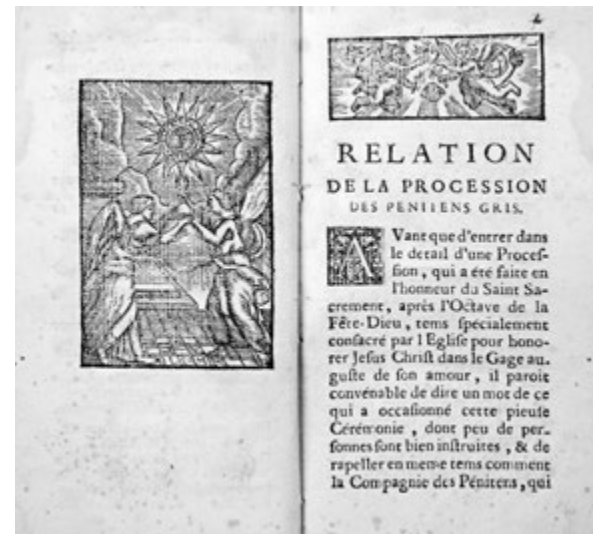 RELATION
DE LA PROCESSION
DES PENITENS GRIS.
AVant que d'entrer dans
le detail d'une Proces-
sion, qui a été faite en
l'honneur du Saint Sa-
crement, après l'Octave de la
Fête-Dieu, tems spécialement
consacré par l Eglise pour hono-
rer Jesus Christ dans le Gage au-
guste de son amour, il paroit
convénable de dire un mot de ce
qui a occasionné cette pieuse
Cérémonie, dont peu de per-
sonnes sont bien instruites, & de
rapeller en meme tems comment
la Compagnie des Pénitens, qui